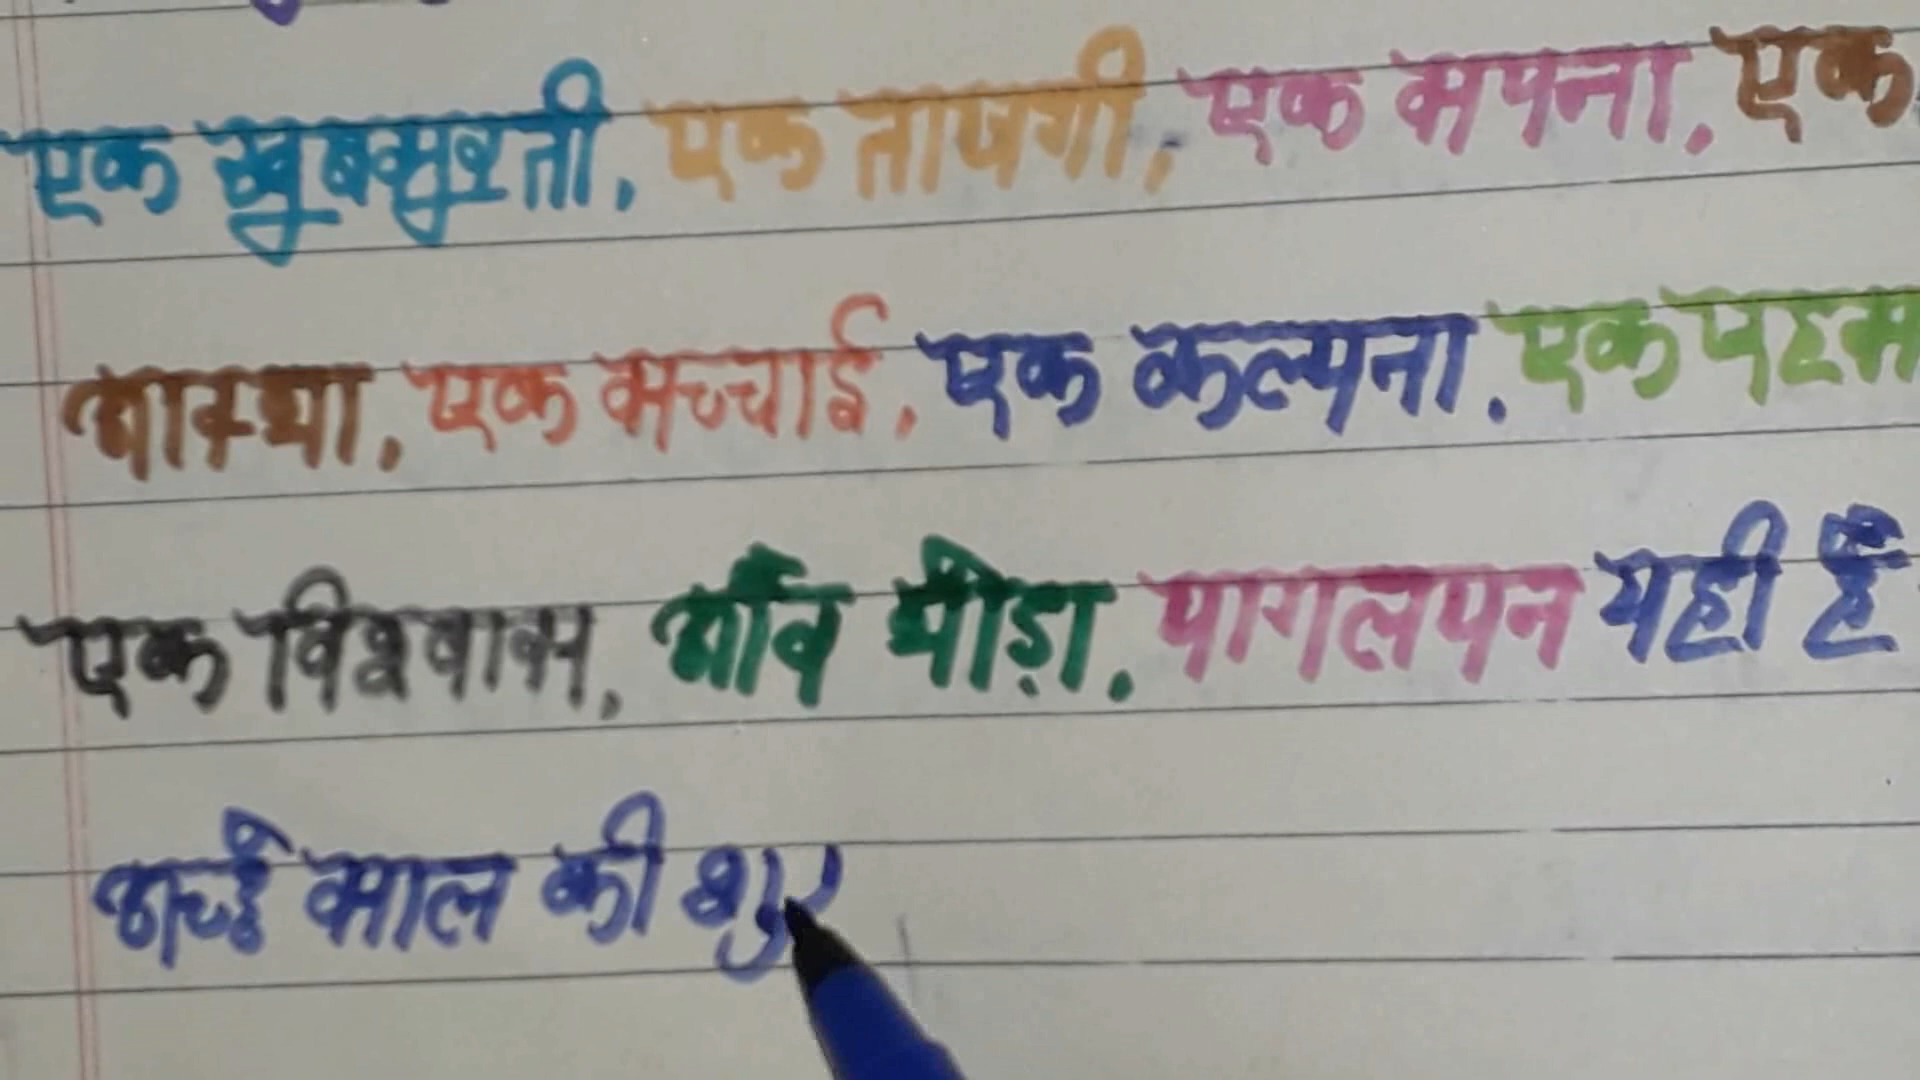 एक खुबसुरती, एक ताजगी, एक सपना, एक
आस्था, एक सच्चाई, एक कल्पना, एक
एक विश्वास, और पीड़ा, पागलपन यही हैं
अच्छे साल की शुर